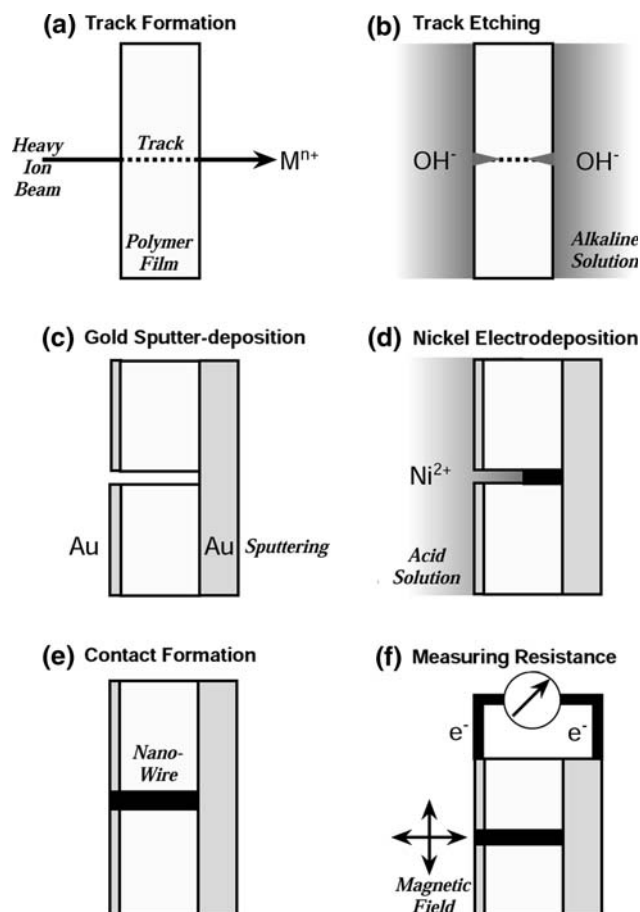 (a) Track Formation
Heavy
Ion
Beam
Track
Mⁿ⁺
Polymer
Film
(b) Track Etching
OH⁻
OH⁻
Alkaline
Solution
(c) Gold Sputter-deposition
Au
Au
Sputtering
(d) Nickel Electrodeposition
Ni²⁺
Acid
Solution
(e) Contact Formation
Nano-
Wire
(f) Measuring Resistance
e⁻
e⁻
Magnetic
Field